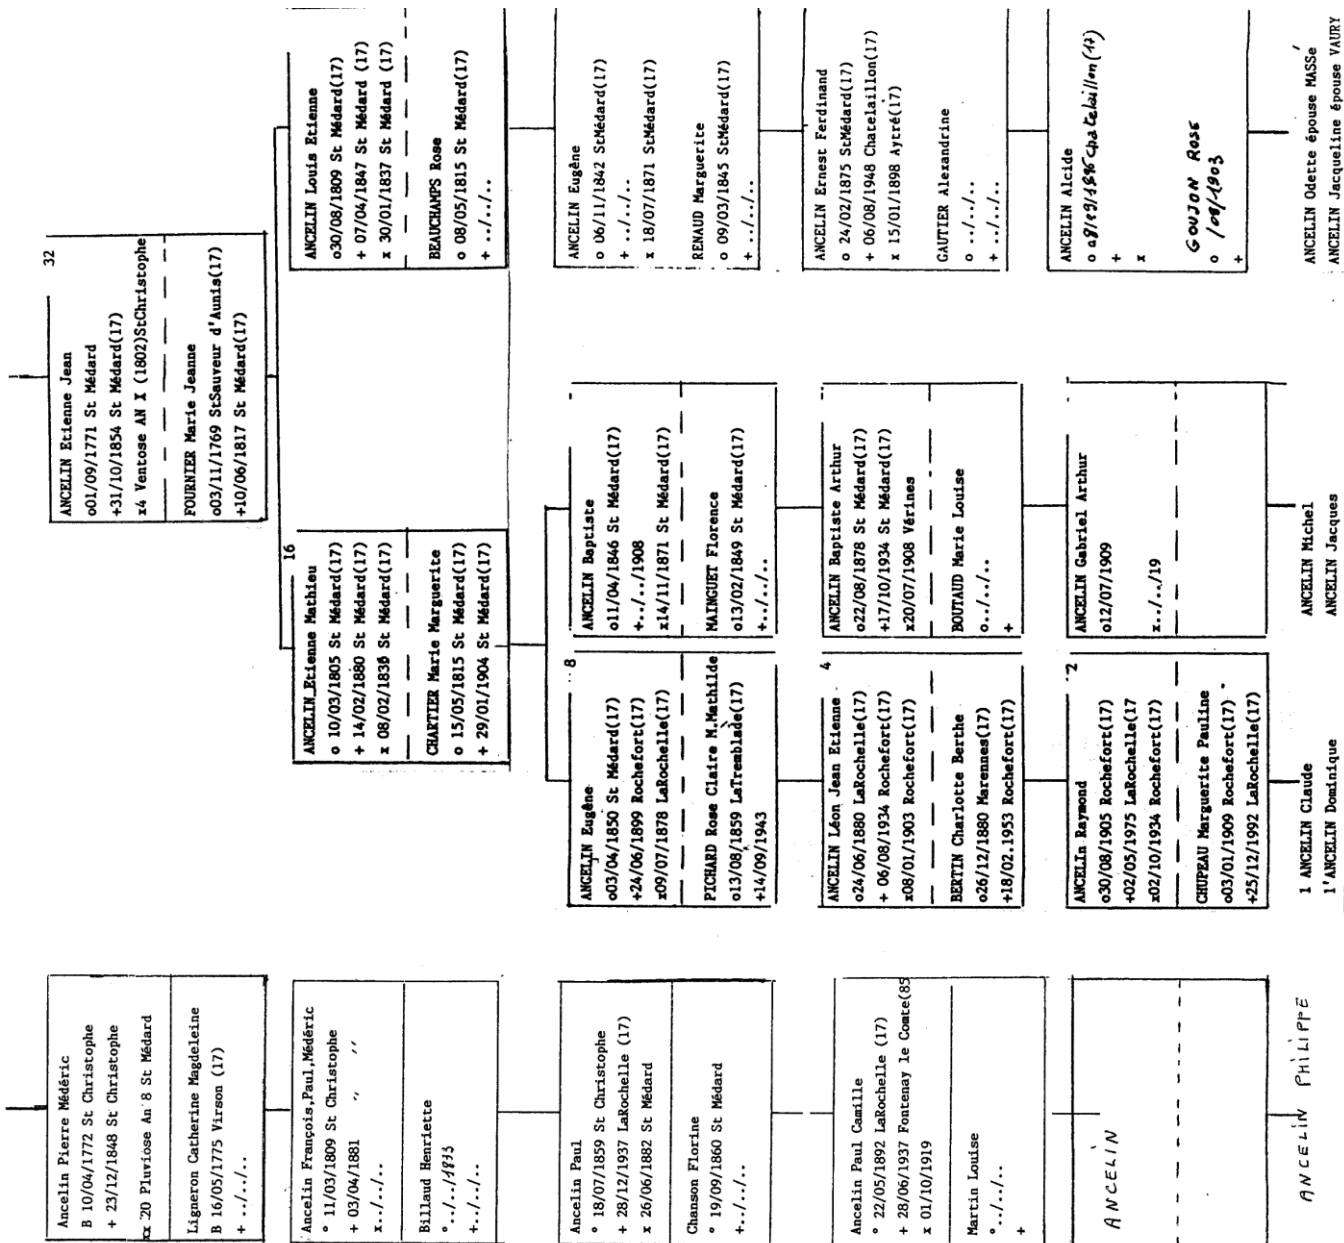 32
ANCELIN Etienne Jean
o01/09/1771 St Médard
+31/10/1854 St Médard(17)
x4 Ventose AN X (1802)StChristophe
FOURNIER Marie Jeanne
o03/11/1769 StSauveur d'Aunis(17)
+10/06/1817 St Médard(17)
Ancelin Pierre Médéric
B 10/04/1772 St Christophe
+ 23/12/1848 St Christophe
xx 20 Pluviose An 8 St Médard
Ligneron Catherine Magdeleine
B 16/05/1775 Virson (17)
+ ../../..
Ancelin François,Paul,Médéric
° 11/03/1809 St Christophe
+ 03/04/1881 ,, ,,
x../../..
Billaud Henriette
°../../1833
+../../..
16
ANCELIN Etienne Mathieu
o 10/03/1805 St Médard(17)
+ 14/02/1880 St Médard(17)
x 08/02/1836 St Médard(17)
CHARTIER Marie Marguerite
o 15/05/1815 St Médard(17)
+ 29/01/1904 St Médard(17)
ANCELIN Louis Etienne
o30/08/1809 St Médard(17)
+ 07/04/1847 St Médard (17)
x 30/01/1837 St Médard (17)
BEAUCHAMPS Rose
o 08/05/1815 St Médard(17)
+ ../../..
Ancelin Paul
° 18/07/1859 St Christophe
+ 28/12/1937 LaRochelle (17)
x 26/06/1882 St Médard
Chanson Florine
° 19/09/1860 St Médard
+../../..
8
ANCELIN Eugène
o03/04/1850 St Médard(17)
+24/06/1899 Rochefort(17)
x09/07/1878 LaRochelle(17)
PICHARD Rose Claire M.Mathilde
o13/08/1859 LaTremblade(17)
+14/09/1943
ANCELIN Baptiste
o11/04/1846 St Médard(17)
+../../1908
x14/11/1871 St Médard(17)
MAINGUET Florence
o13/02/1849 St Médard(17)
+../../..
ANCELIN Eugène
o 06/11/1842 StMédard(17)
+ ../../..
x 18/07/1871 StMédard(17)
RENAUD Marguerite
o 09/03/1845 StMédard(17)
+ ../../..
Ancelin Paul Camille
° 22/05/1892 LaRochelle (17)
+ 28/06/1937 Fontenay le Comte(85
x 01/10/1919
Martin Louise
°../../..
+
4
ANCELIN Léon Jean Etienne
o24/06/1880 LaRochelle(17)
+ 06/08/1934 Rochefort(17)
x08/01/1903 Rochefort(17)
BERTIN Charlotte Berthe
o26/12/1880 Marennes(17)
+18/02.1953 Rochefort(17)
ANCELIN Baptiste Arthur
o22/08/1878 St Médard(17)
+17/10/1934 St Médard(17)
x20/07/1908 Vérines
BOUTAUD Marie Louise
o../../..
+
ANCELIN Ernest Ferdinand
o 24/02/1875 StMédard(17)
+ 06/08/1948 Chatelaillon(17)
x 15/01/1898 Aytré(17)
GAUTIER Alexandrine
o ../../..
+ ../../..
ANCELIN
2
ANCELIn Raymond
o30/08/1905 Rochefort(17)
+02/05/1975 LaRochelle(17
x02/10/1934 Rochefort(17)
CHUPEAU Marguerite Pauline
o03/01/1909 Rochefort(17)
+25/12/1992 LaRochelle(17)
ANCELIN Gabriel Arthur
o12/07/1909
x../../19
ANCELIN Alcide
o Chatelaillon(17)
+
x
GOUJON ROSE
o /08/1903
+
ANCELIN PHILIPPE
1 ANCELIN Claude
1'ANCELIN Dominique
ANCELIN Michel
ANCELIN Jacques
ANCELIN Odette épouse MASSé
ANCELIN Jacqueline épouse VAURY